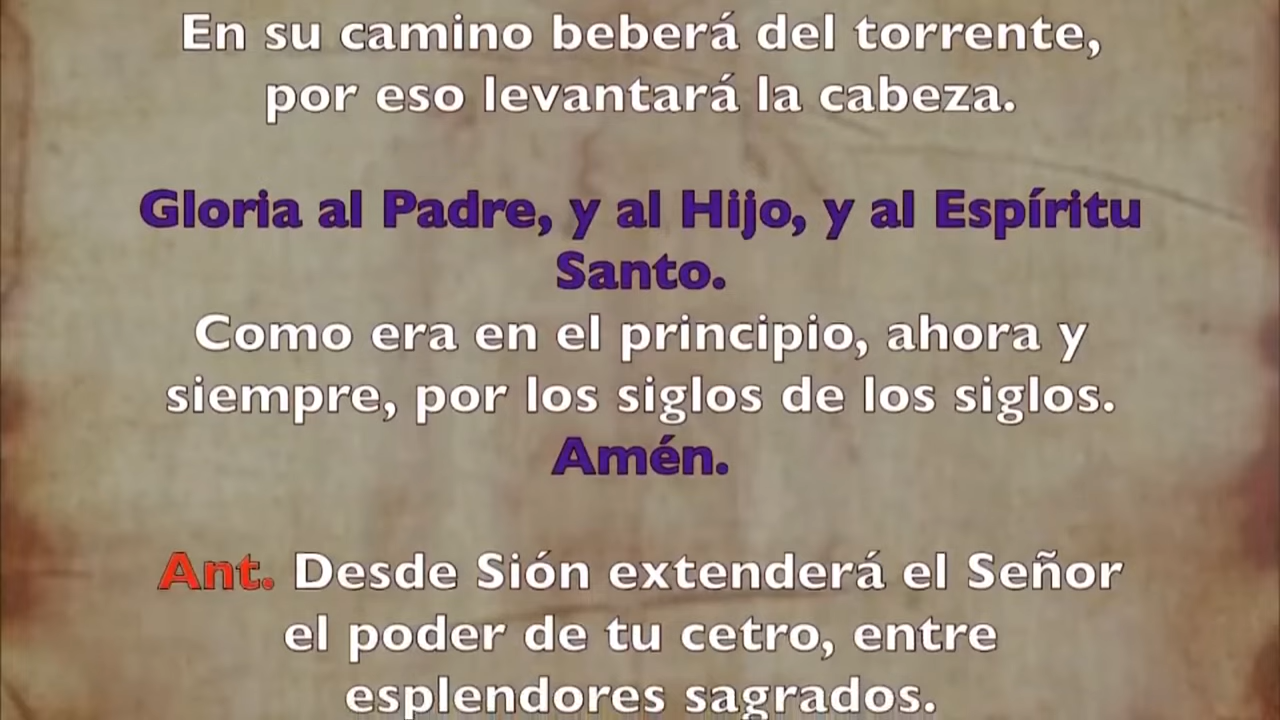 En su camino beberá del torrente,
por eso levantará la cabeza.
Gloria al Padre, y al Hijo, y al Espíritu
Santo.
Como era en el principio, ahora y
siempre, por los siglos de los siglos.
Amén.
Ant. Desde Sión extenderá el Señor
el poder de tu cetro, entre
esplendores sagrados.